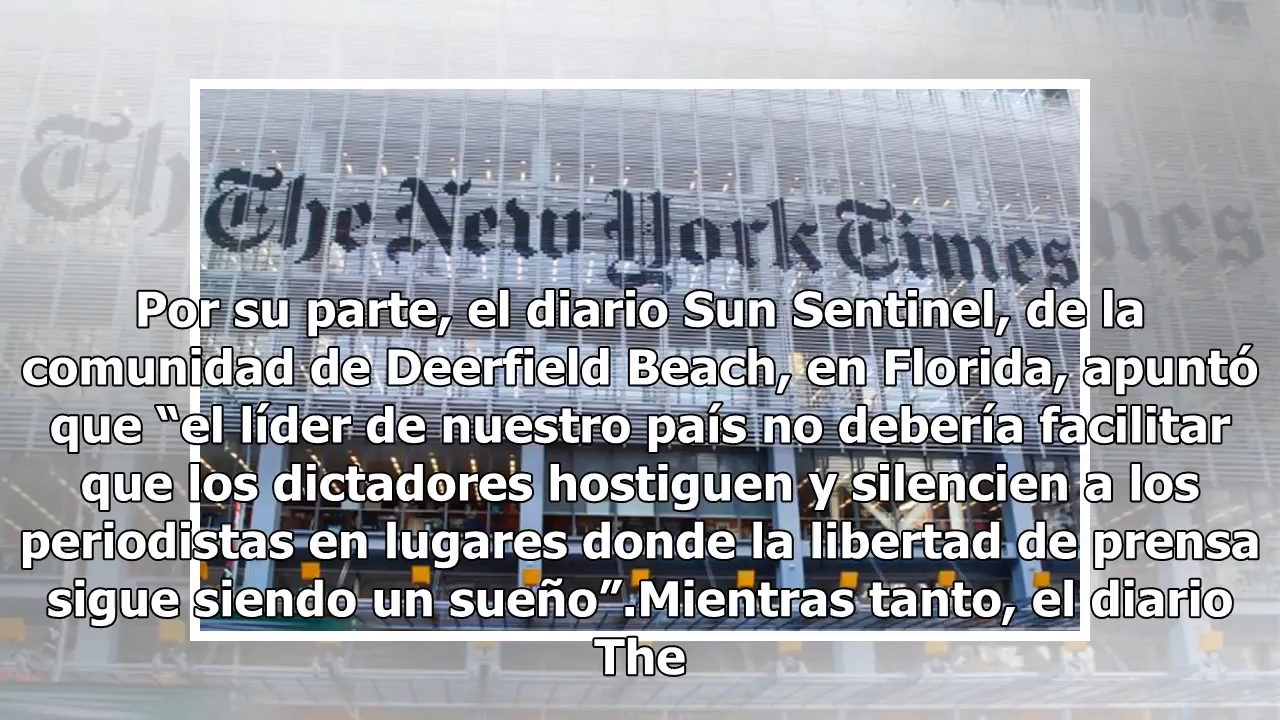 The New York Times
Por su parte, el diario Sun Sentinel, de la
comunidad de Deerfield Beach, en Florida, apuntó
que “el líder de nuestro país no debería facilitar
que los dictadores hostiguen y silencien a los
periodistas en lugares donde la libertad de prensa
sigue siendo un sueño”.Mientras tanto, el diario
The